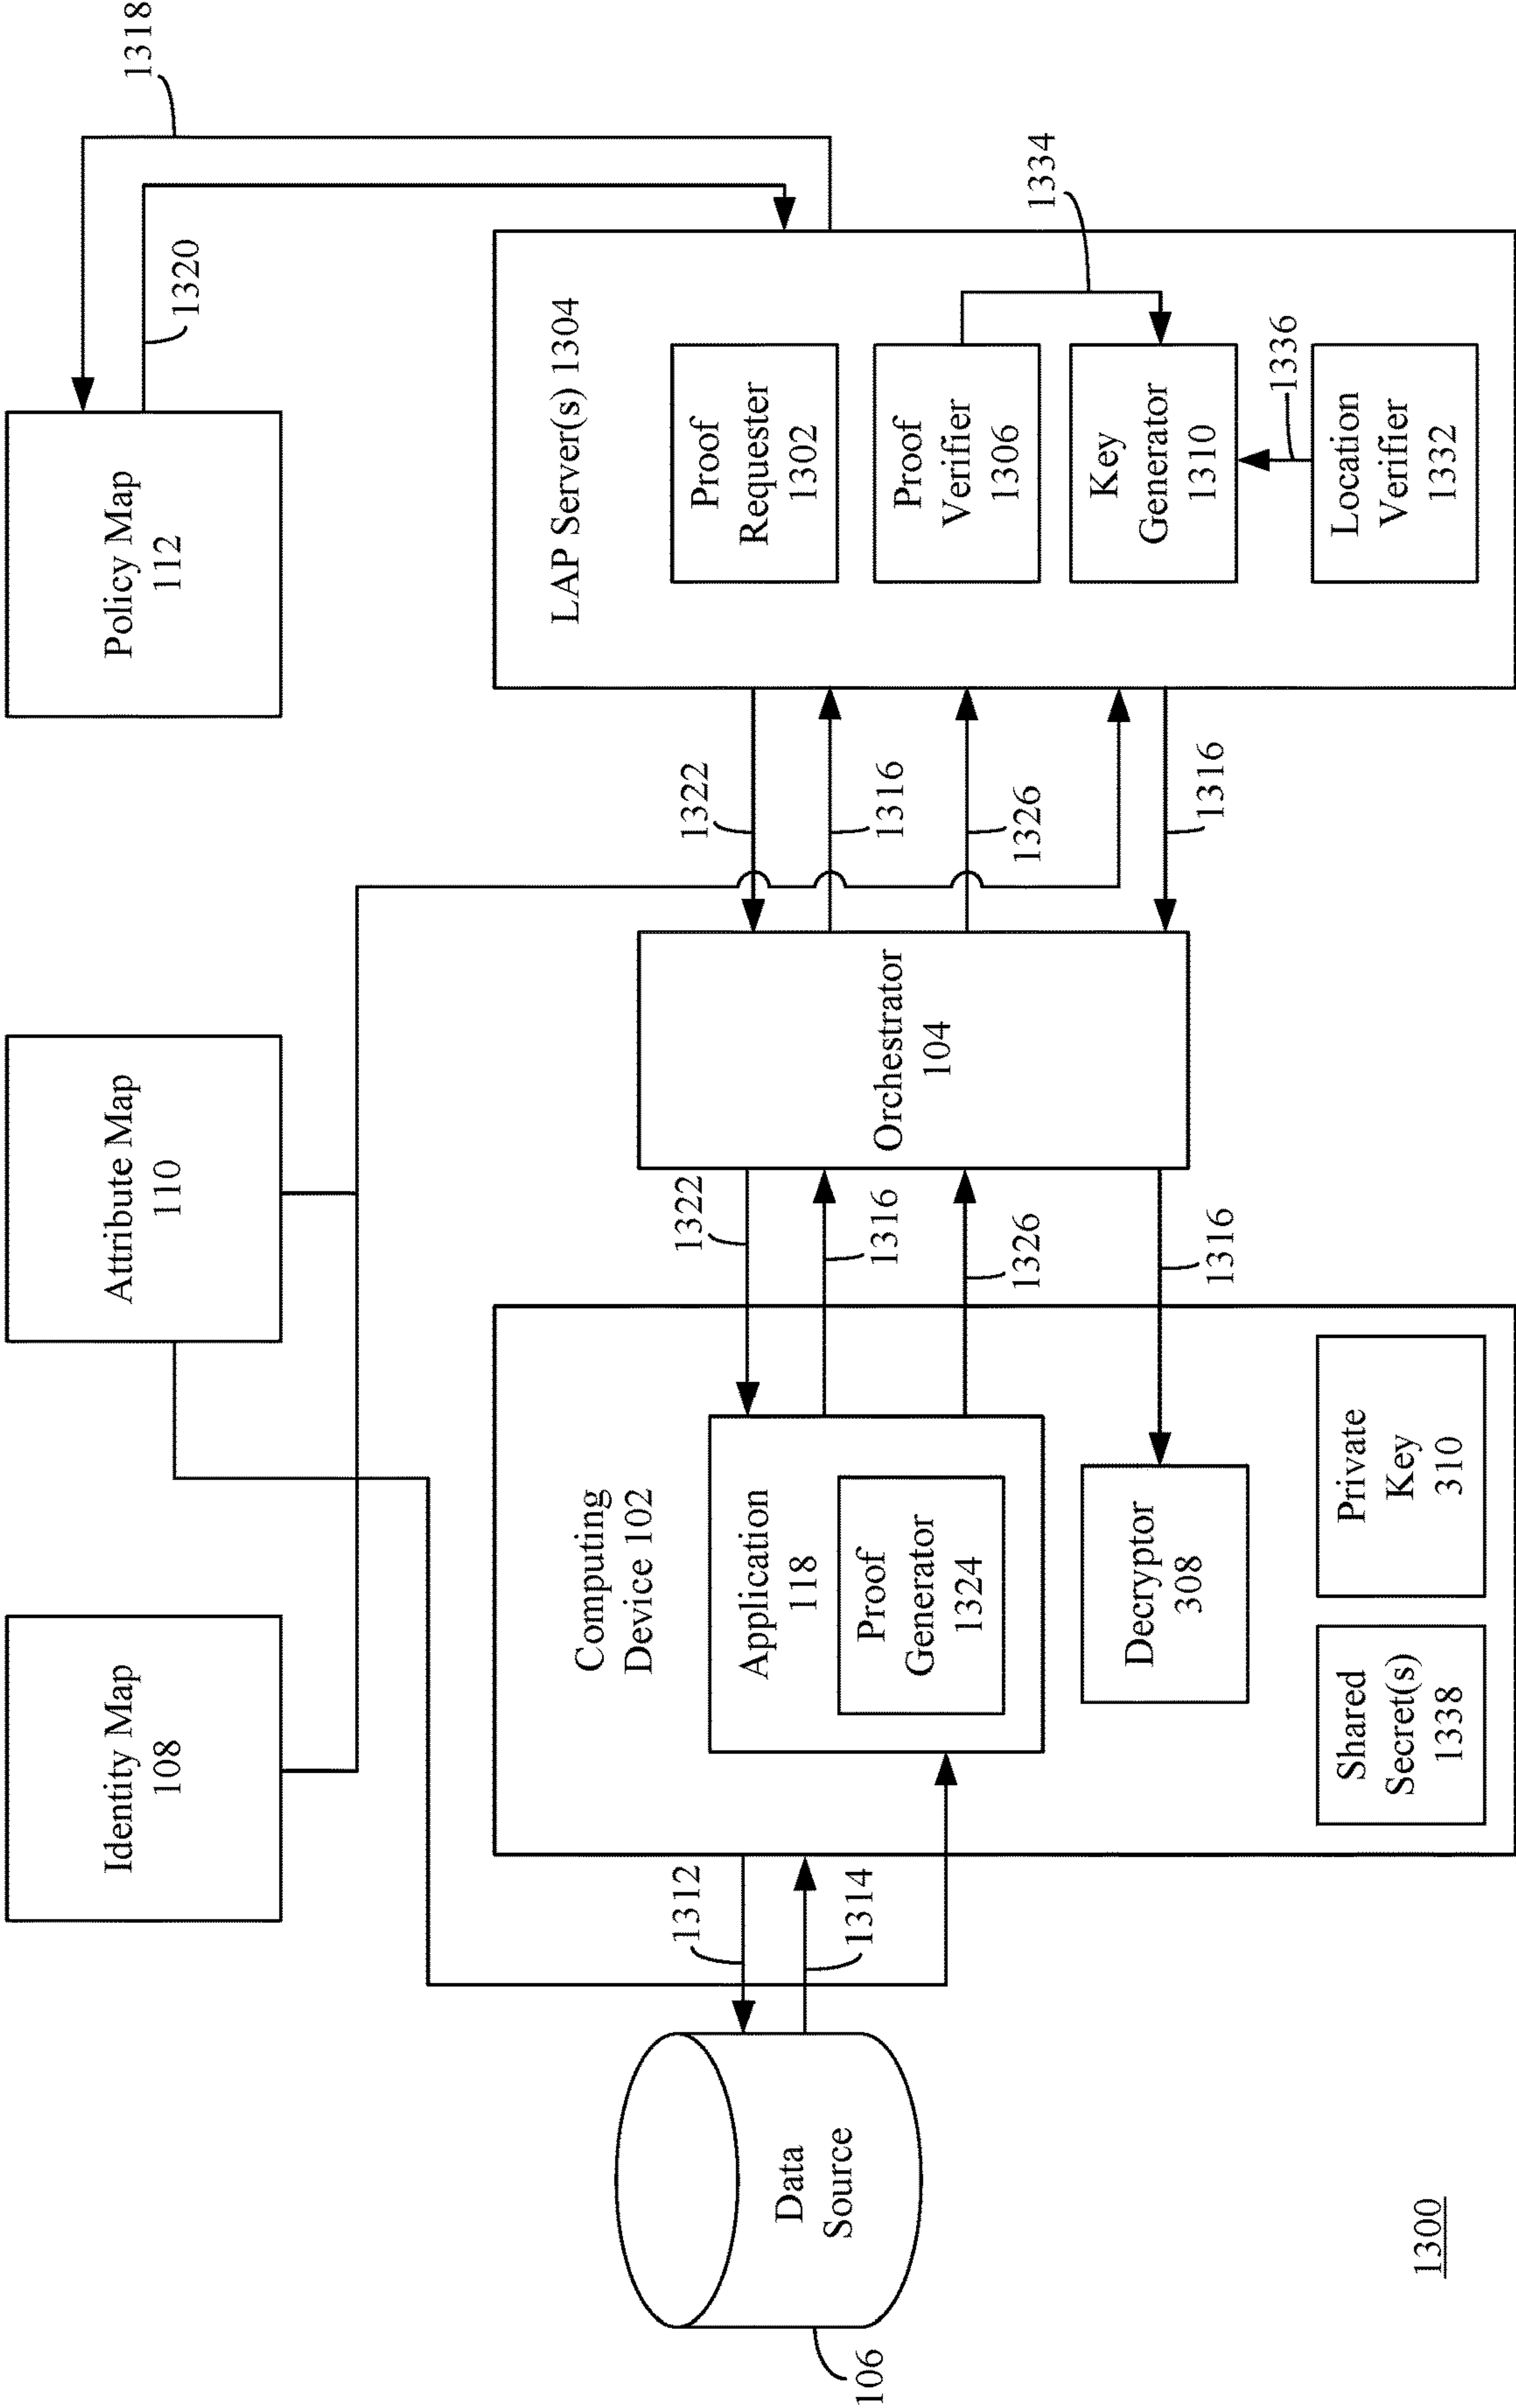 Identity Map
108
Attribute Map
110
Policy Map
112
1318
1320
106
Data
Source
1312
1314
Computing
Device 102
Application
118
Proof
Generator
1324
Decryptor
308
Shared
Secret(s)
1338
Private
Key
310
1322
1316
1326
1316
Orchestrator
104
1322
1316
1326
1316
LAP Server(s) 1304
Proof
Requester
1302
Proof
Verifier
1306
Key
Generator
1310
Location
Verifier
1332
1334
1336
1300